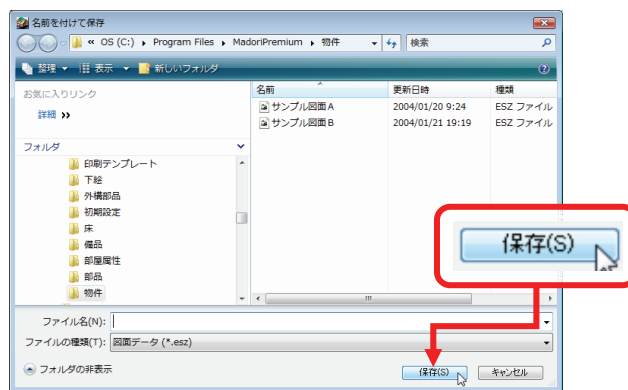 名前を付けて保存
« OS (C:) ▸ Program Files ▸ MadoriPremium ▸ 物件
検索
整理 表示 新しいフォルダ
お気に入りリンク
詳細 »
フォルダ
印刷テンプレート
下絵
外構部品
初期設定
床
備品
部屋属性
部品
物件
名前 更新日時 種類
サンプル図面A 2004/01/20 9:24 ESZ ファイル
サンプル図面B 2004/01/21 19:19 ESZ ファイル
保存(S)
ファイル名(N):
ファイルの種類(T): 図面データ (*.esz)
フォルダの非表示
保存(S) キャンセル